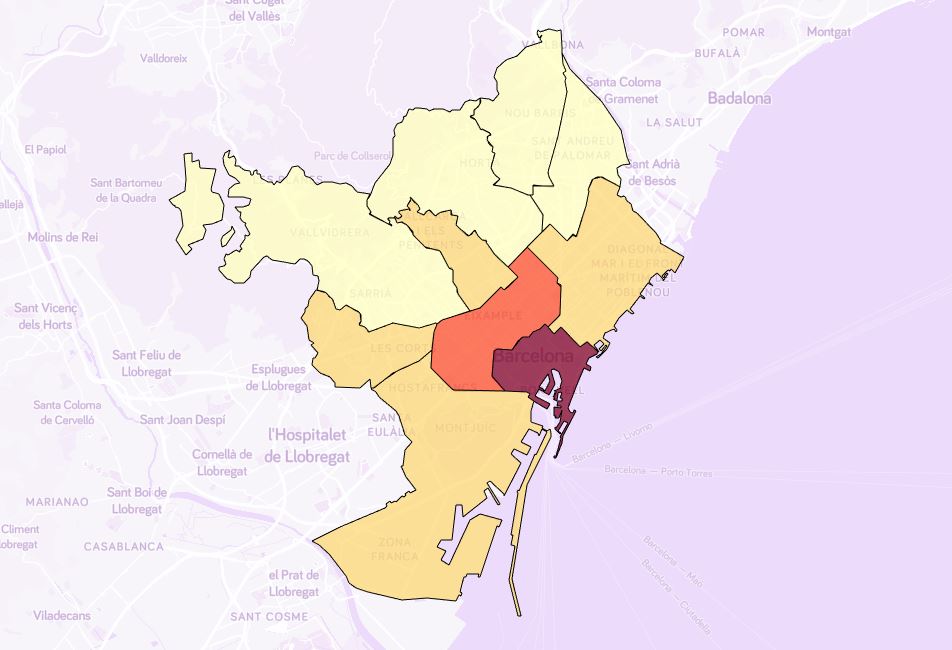 Sant Cugat
del Vallès
VALLBONA
POMAR
Montgat
Valldoreix
BUFALÀ
Santa Coloma
de Gramenet
Badalona
NOU BARRIS
LA SALUT
SANT ANDREU
DE PALOMAR
El Papiol
Parc de Collserola
HORTA
Sant Adrià
de Besòs
Sant Bartomeu
de la Quadra
Molins de Rei
VALLVIDRERA
I ELS
PENITENTS
DIAGONAL
MAR I EL FRONT
MARÍTIM DEL
POBLENOU
SARRIÀ
Sant Vicenç
dels Horts
EIXAMPLE
Sant Feliu de
Llobregat
LES CORTS
Barcelona
Esplugues
de Llobregat
HOSTAFRANCS
Santa Coloma
de Cervelló
Sant Joan Despí
SANTA
EULÀLIA
MONTJUÏC
l'Hospitalet
de Llobregat
Barcelona — Livorno
Cornellà de
Llobregat
Barcelona — Porto Torres
Sant Boi de
Llobregat
MARIANAO
Climent
CASABLANCA
ZONA
FRANCA
Barcelona — Maó
Barcelona — Ciutadella
el Prat de
Llobregat
Viladecans
SANT COSME